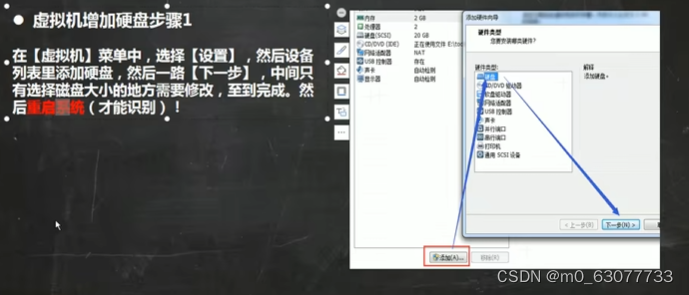 ● 虚拟机增加硬盘步骤1
在【虚拟机】菜单中，选择【设置】，然后设备
列表里添加硬盘，然后一路【下一步】，中间只
有选择磁盘大小的地方需要修改，至到完成。然
后重启系统（才能识别）！
内存 2 GB
处理器 2
硬盘(SCSI) 20 GB
CD/DVD (IDE) 正在使用文件
网络适配器 NAT
USB 控制器 存在
声卡 自动检测
显示器 自动检测
添加(A)...
移除(R)
添加硬件向导
硬件类型
您要安装哪类硬件?
硬件类型:
硬盘
CD/DVD 驱动器
软盘驱动器
网络适配器
USB 控制器
声卡
并行端口
串行端口
打印机
通用 SCSI 设备
解释
添加硬盘。
< 上一步(B)
下一步(N) >
CSDN @m0_63077733